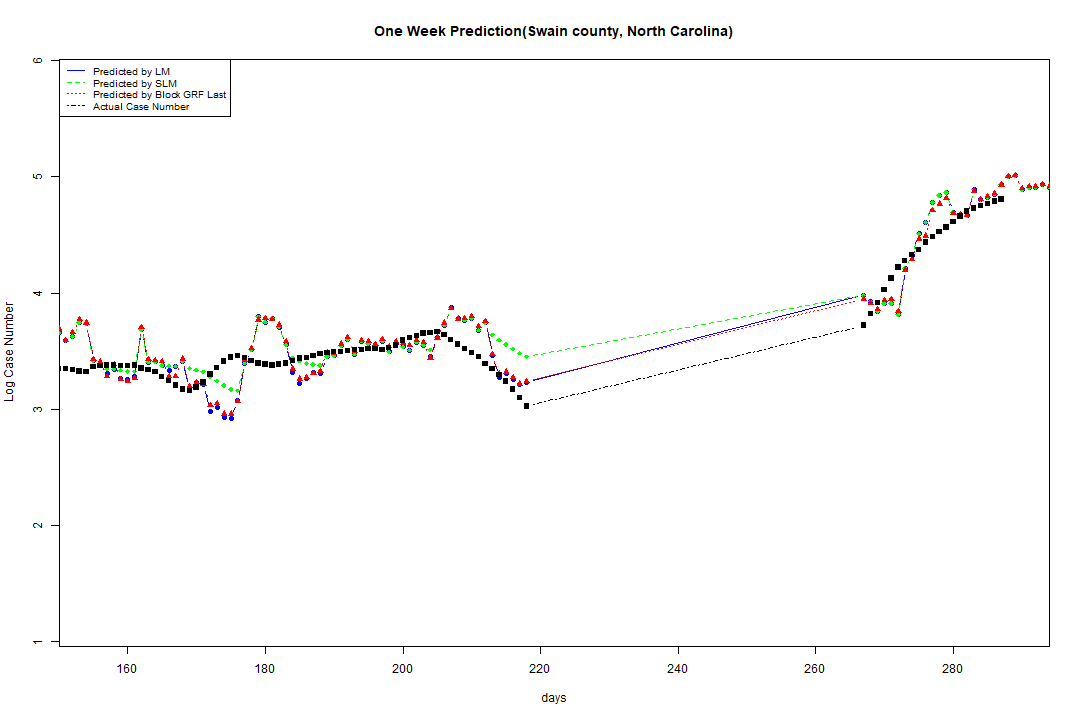 One Week Prediction(Swain county, North Carolina)
Predicted by LM
Predicted by SLM
Predicted by Block GRF Last
Actual Case Number
Log Case Number
6
5
4
3
2
1
160 180 200 220 240 260 280
days